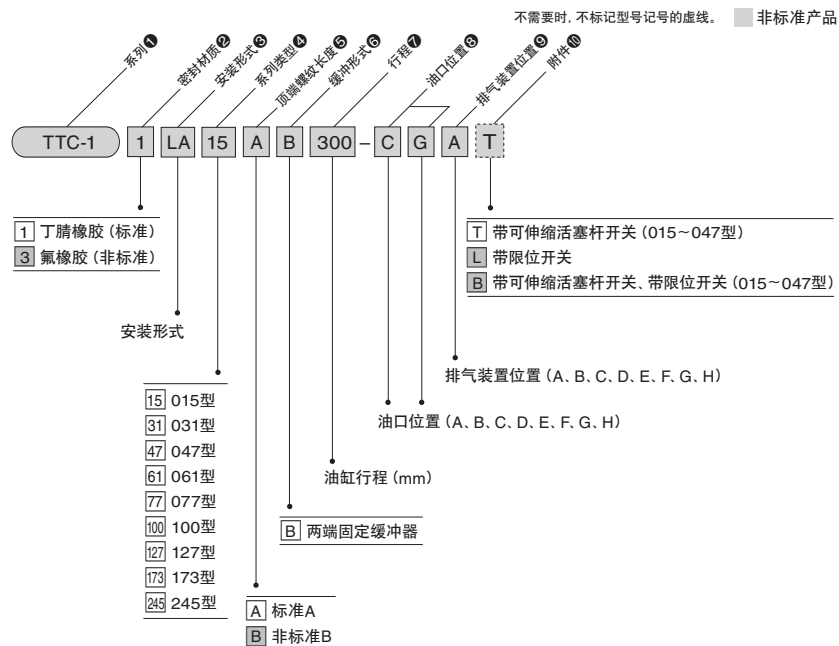 不需要时，不标记型号记号的虚线。 非标准产品
系列❶
密封材质❷
安装形式❸
系列类型❹
顶端螺纹长度❺
缓冲形式❻
行程❼
油口位置❽
排气装置位置❾
附件❿
TTC-1 1 LA 15 A B 300 – C G A T
1 丁腈橡胶（标准）
3 氟橡胶（非标准）
T 带可伸缩活塞杆开关（015～047型）
L 带限位开关
B 带可伸缩活塞杆开关、带限位开关（015～047型）
安装形式
排气装置位置（A、B、C、D、E、F、G、H）
油口位置（A、B、C、D、E、F、G、H）
油缸行程（mm）
B 两端固定缓冲器
15 015型
31 031型
47 047型
61 061型
77 077型
100 100型
127 127型
173 173型
245 245型
A 标准A
B 非标准B